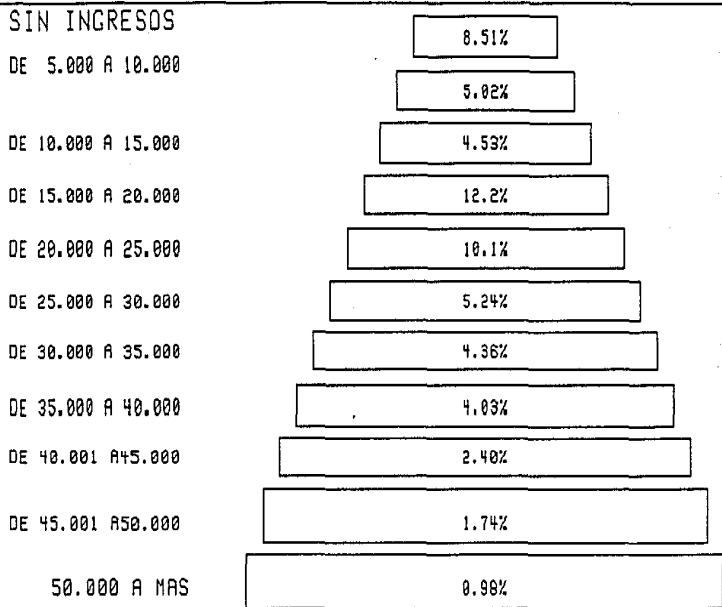 SIN INGRESOS 8.51%
DE 5.000 A 10.000
5.02%
DE 10.000 A 15.000 4.53%
DE 15.000 A 20.000 12.2%
DE 20.000 A 25.000 10.1%
DE 25.000 A 30.000 5.24%
DE 30.000 A 35.000 4.36%
DE 35.000 A 40.000 4.03%
DE 40.001 A45.000 2.40%
DE 45.001 A50.000 1.74%
50.000 A MAS 0.98%